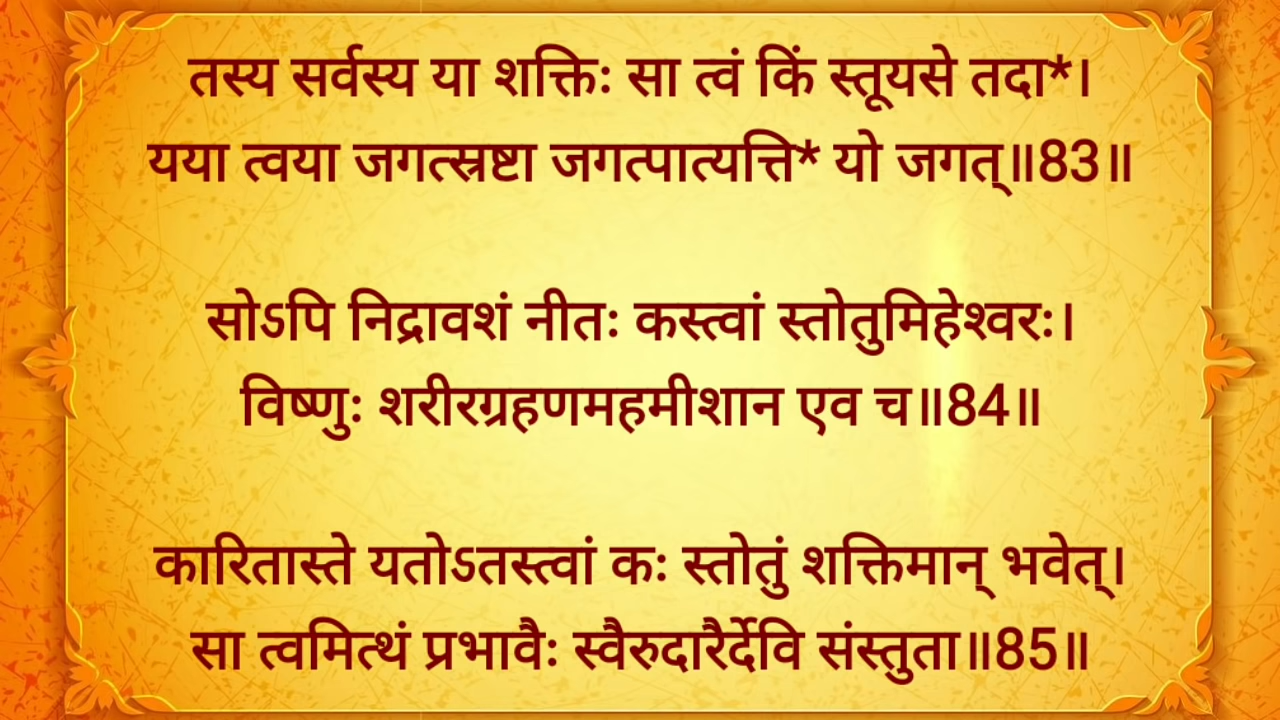 तस्य सर्वस्य या शक्तिः सा त्वं किं स्तूयसे तदा*।
यया त्वया जगत्स्रष्टा जगत्पात्यत्ति* यो जगत्॥83॥
सोऽपि निद्रावशं नीतः कस्त्वां स्तोतुमिहेश्वरः।
विष्णुः शरीरग्रहणमहमीशान एव च॥84॥
कारितास्ते यतोऽतस्त्वां कः स्तोतुं शक्तिमान् भवेत्।
सा त्वमित्थं प्रभावैः स्वैरुदारैर्देवि संस्तुता॥85॥